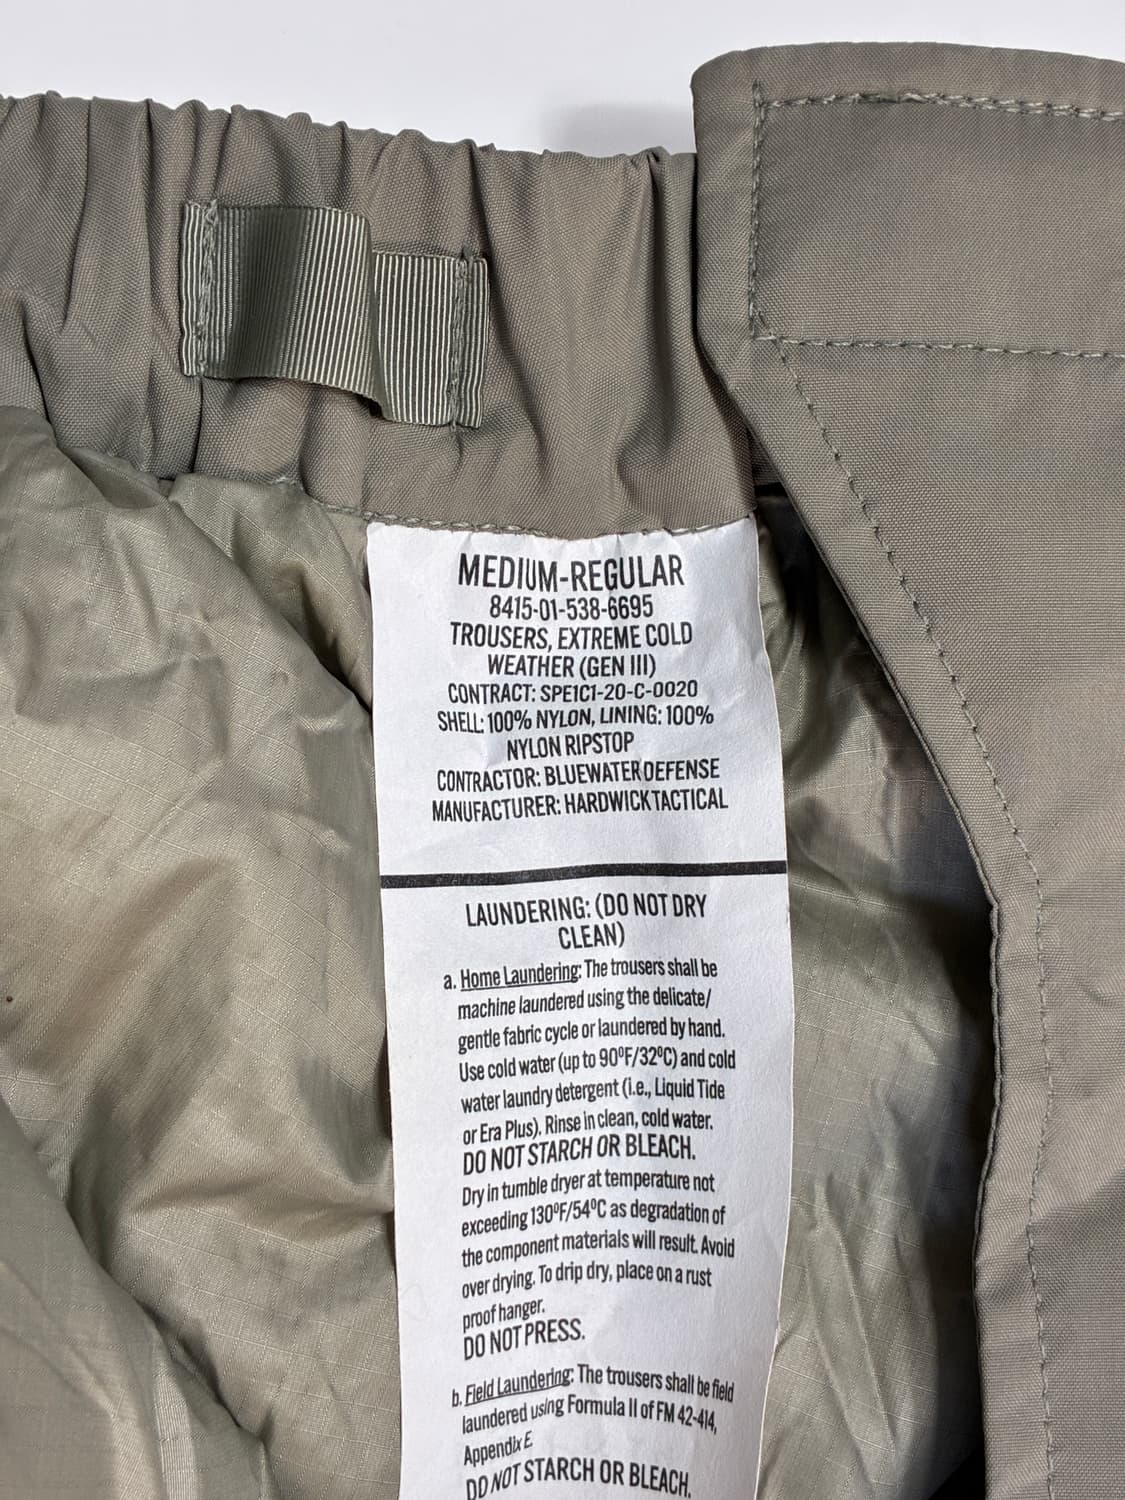 MEDIUM-REGULAR
8415-01-538-6695
TROUSERS, EXTREME COLD
WEATHER (GEN III)
CONTRACT: SPE1C1-20-C-0020
SHELL: 100% NYLON, LINING: 100%
NYLON RIPSTOP
CONTRACTOR: BLUEWATER DEFENSE
MANUFACTURER: HARDWICK TACTICAL
LAUNDERING: (DO NOT DRY
CLEAN)
a. Home Laundering: The trousers shall be
machine laundered using the delicate/
gentle fabric cycle or laundered by hand.
Use cold water (up to 90ºF/32ºC) and cold
water laundry detergent (i.e., Liquid Tide
or Era Plus). Rinse in clean, cold water.
DO NOT STARCH OR BLEACH.
Dry in tumble dryer at temperature not
exceeding 130ºF/54ºC as degradation of
the component materials will result. Avoid
over drying. To drip dry, place on a rust
proof hanger.
DO NOT PRESS.
b. Field Laundering: The trousers shall be field
laundered using Formula II of FM 42-414,
Appendix E
DO NOT STARCH OR BLEACH.